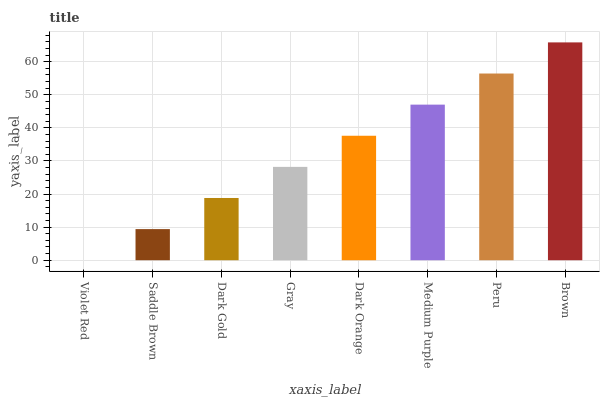 title
yaxis_label
60
50
40
30
20
10
0
Violet Red
Saddle Brown
Dark Gold
Gray
Dark Orange
Medium Purple
Peru
Brown
xaxis_label